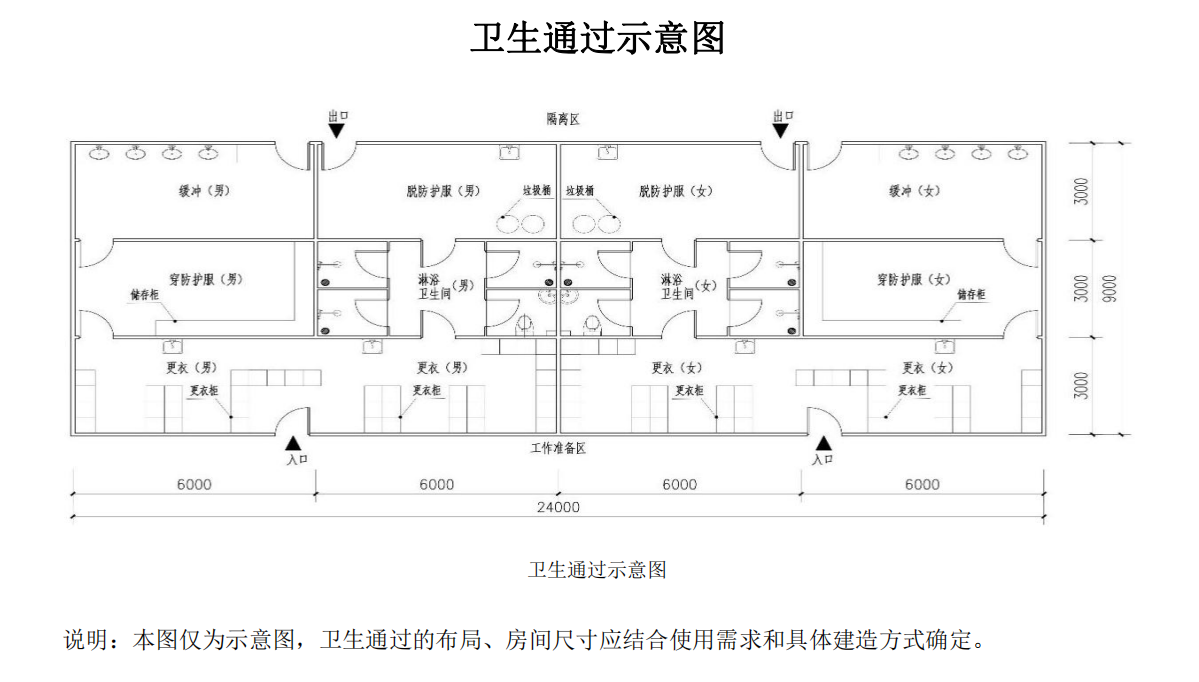 卫生通过示意图
出口
隔离区
出口
缓冲（男）
脱防护服（男）
垃圾桶
垃圾桶
脱防护服（女）
缓冲（女）
3000
穿防护服（男）
储存柜
淋浴
卫生间
（男）
淋浴
卫生间
（女）
穿防护服（女）
储存柜
3000
9000
更衣（男）
更衣柜
更衣（男）
更衣柜
更衣（女）
更衣柜
更衣（女）
更衣柜
3000
入口
工作准备区
入口
6000
6000
6000
6000
24000
卫生通过示意图
说明：本图仅为示意图，卫生通过的布局、房间尺寸应结合使用需求和具体建造方式确定。